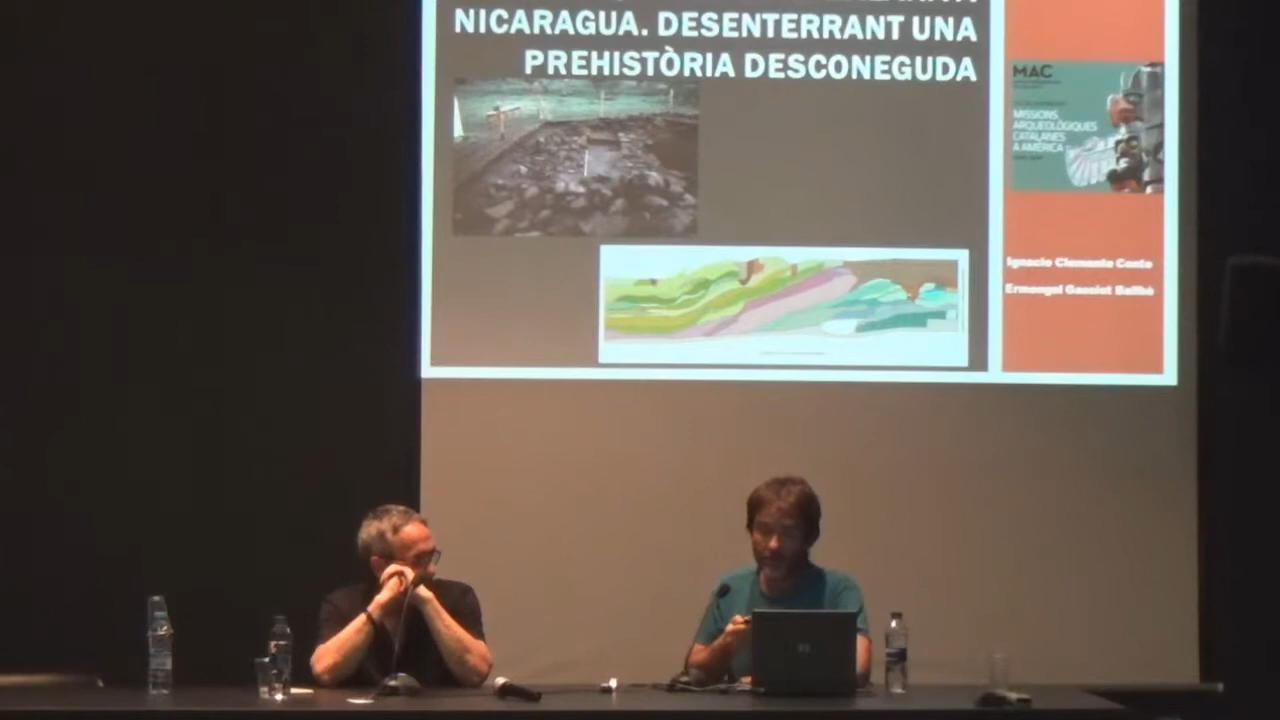 NICARAGUA. DESENTERRANT UNA
PREHISTÒRIA DESCONEGUDA
MAC
MISSIONS
ARQUEOLÒGIQUES
CATALANES
A AMÈRICA
Ignacio Clemente Conte
Ermengol Gassiot Ballbè